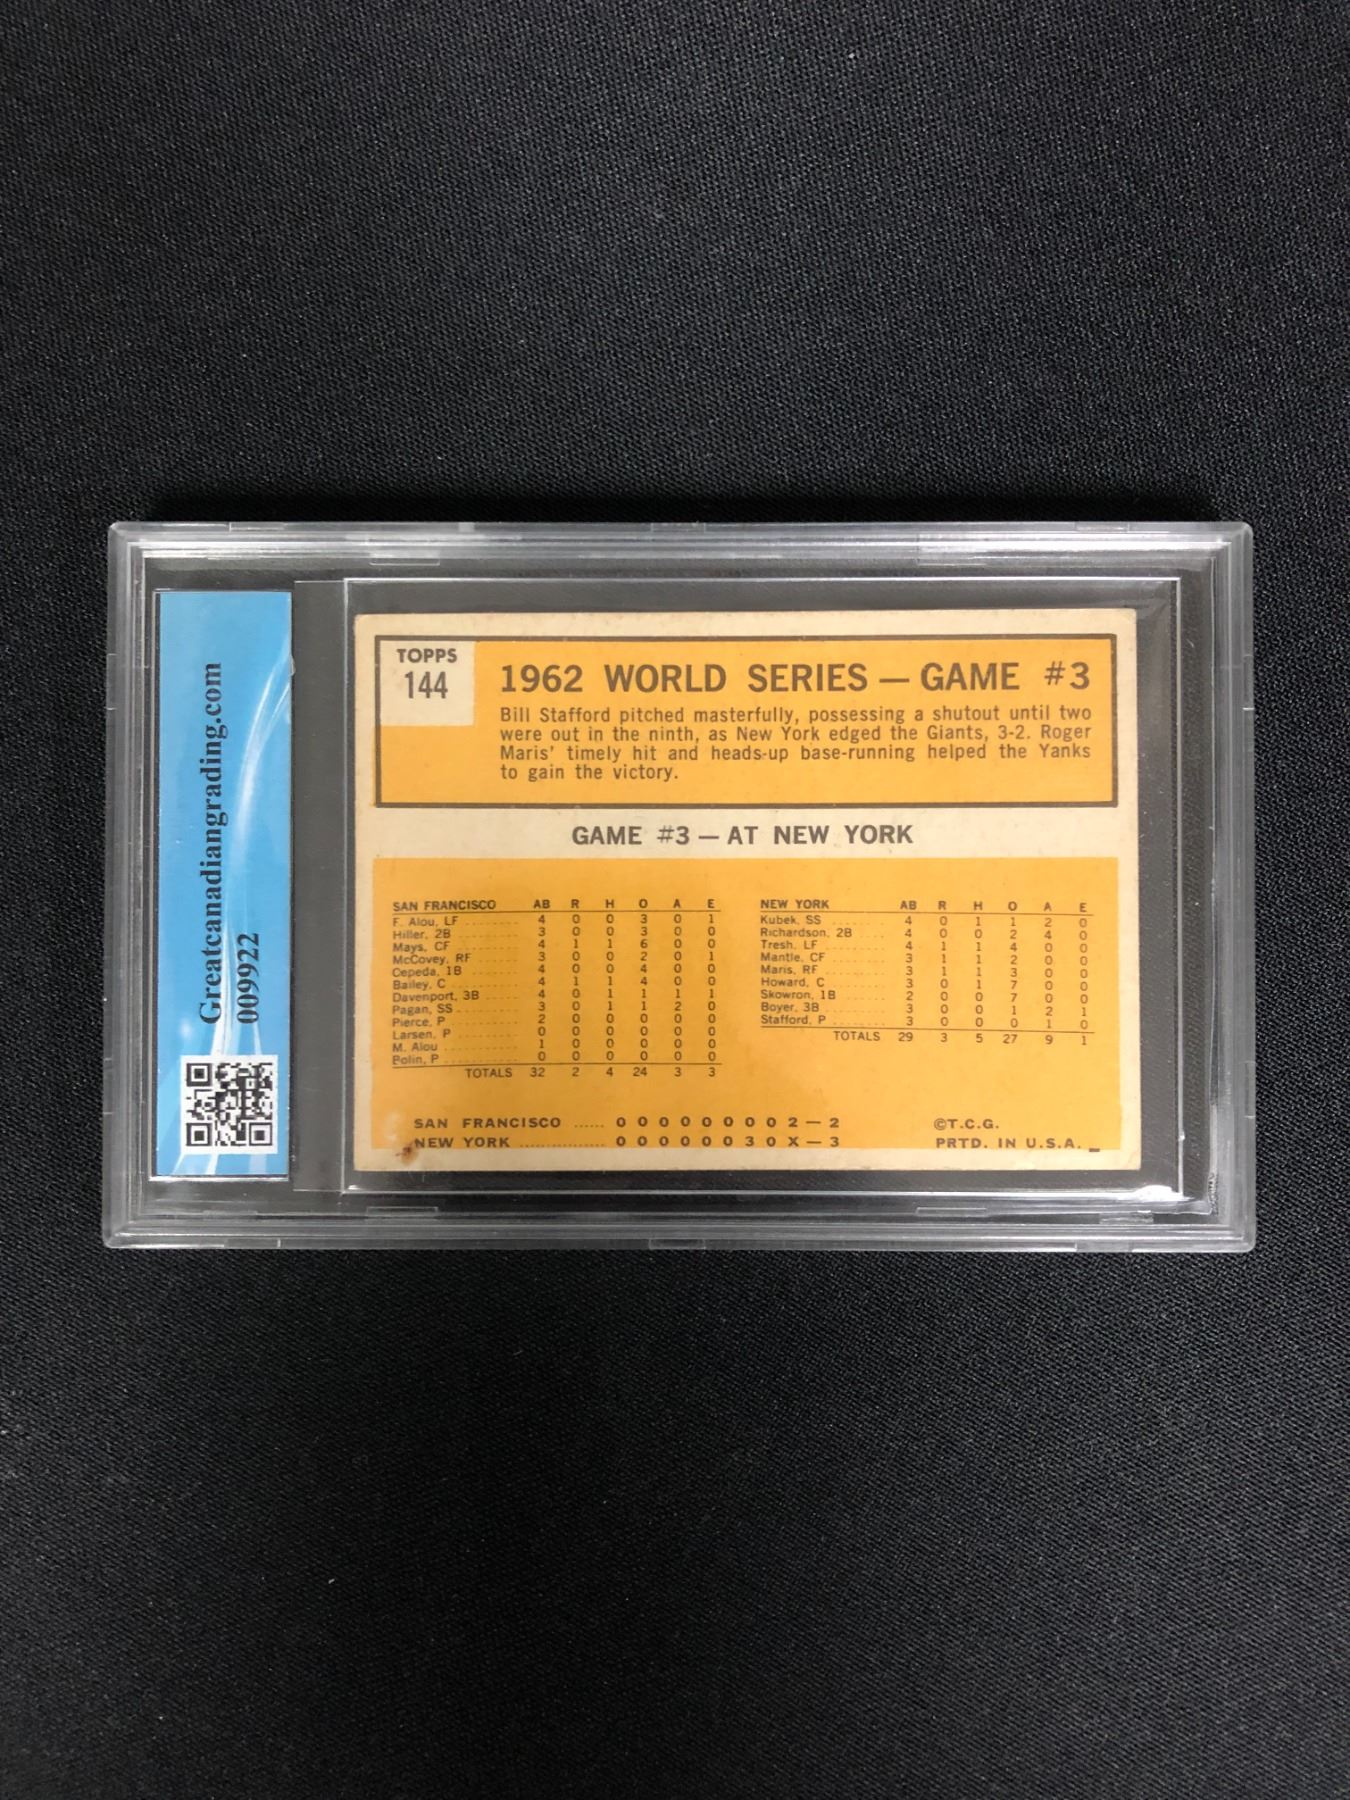 Greatcanadiangrading.com
009922
TOPPS
144
1962 WORLD SERIES — GAME #3
Bill Stafford pitched masterfully, possessing a shutout until two
were out in the ninth, as New York edged the Giants, 3-2. Roger
Maris' timely hit and heads-up base-running helped the Yanks
to gain the victory.
GAME #3 — AT NEW YORK
SAN FRANCISCO AB R H O A E
F. Alou, LF 4 0 0 3 0 1
Hiller, 2B 3 0 0 3 0 0
Mays, CF 4 1 1 6 0 0
McCovey, RF 3 0 0 2 0 1
Cepeda, 1B 4 0 0 4 0 0
Bailey, C 4 1 1 4 0 0
Davenport, 3B 4 0 1 1 1 1
Pagan, SS 3 0 1 1 2 0
Pierce, P 2 0 0 0 0 0
Larsen, P 0 0 0 0 0 0
M. Alou 1 0 0 0 0 0
Bolin, P 0 0 0 0 0 0
TOTALS 32 2 4 24 3 3
NEW YORK AB R H O A E
Kubek, SS 4 0 1 1 2 0
Richardson, 2B 4 0 0 2 4 0
Tresh, LF 4 1 1 4 0 0
Mantle, CF 3 1 1 2 0 0
Maris, RF 3 1 1 3 0 0
Howard, C 3 0 1 7 0 0
Skowron, 1B 2 0 0 7 0 0
Boyer, 3B 3 0 0 1 2 1
Stafford, P 3 0 0 0 1 0
TOTALS 29 3 5 27 9 1
SAN FRANCISCO ...... 0 0 0 0 0 0 0 0 2 — 2
NEW YORK .............. 0 0 0 0 0 0 3 0 X — 3
©T.C.G.
PRTD. IN U.S.A.